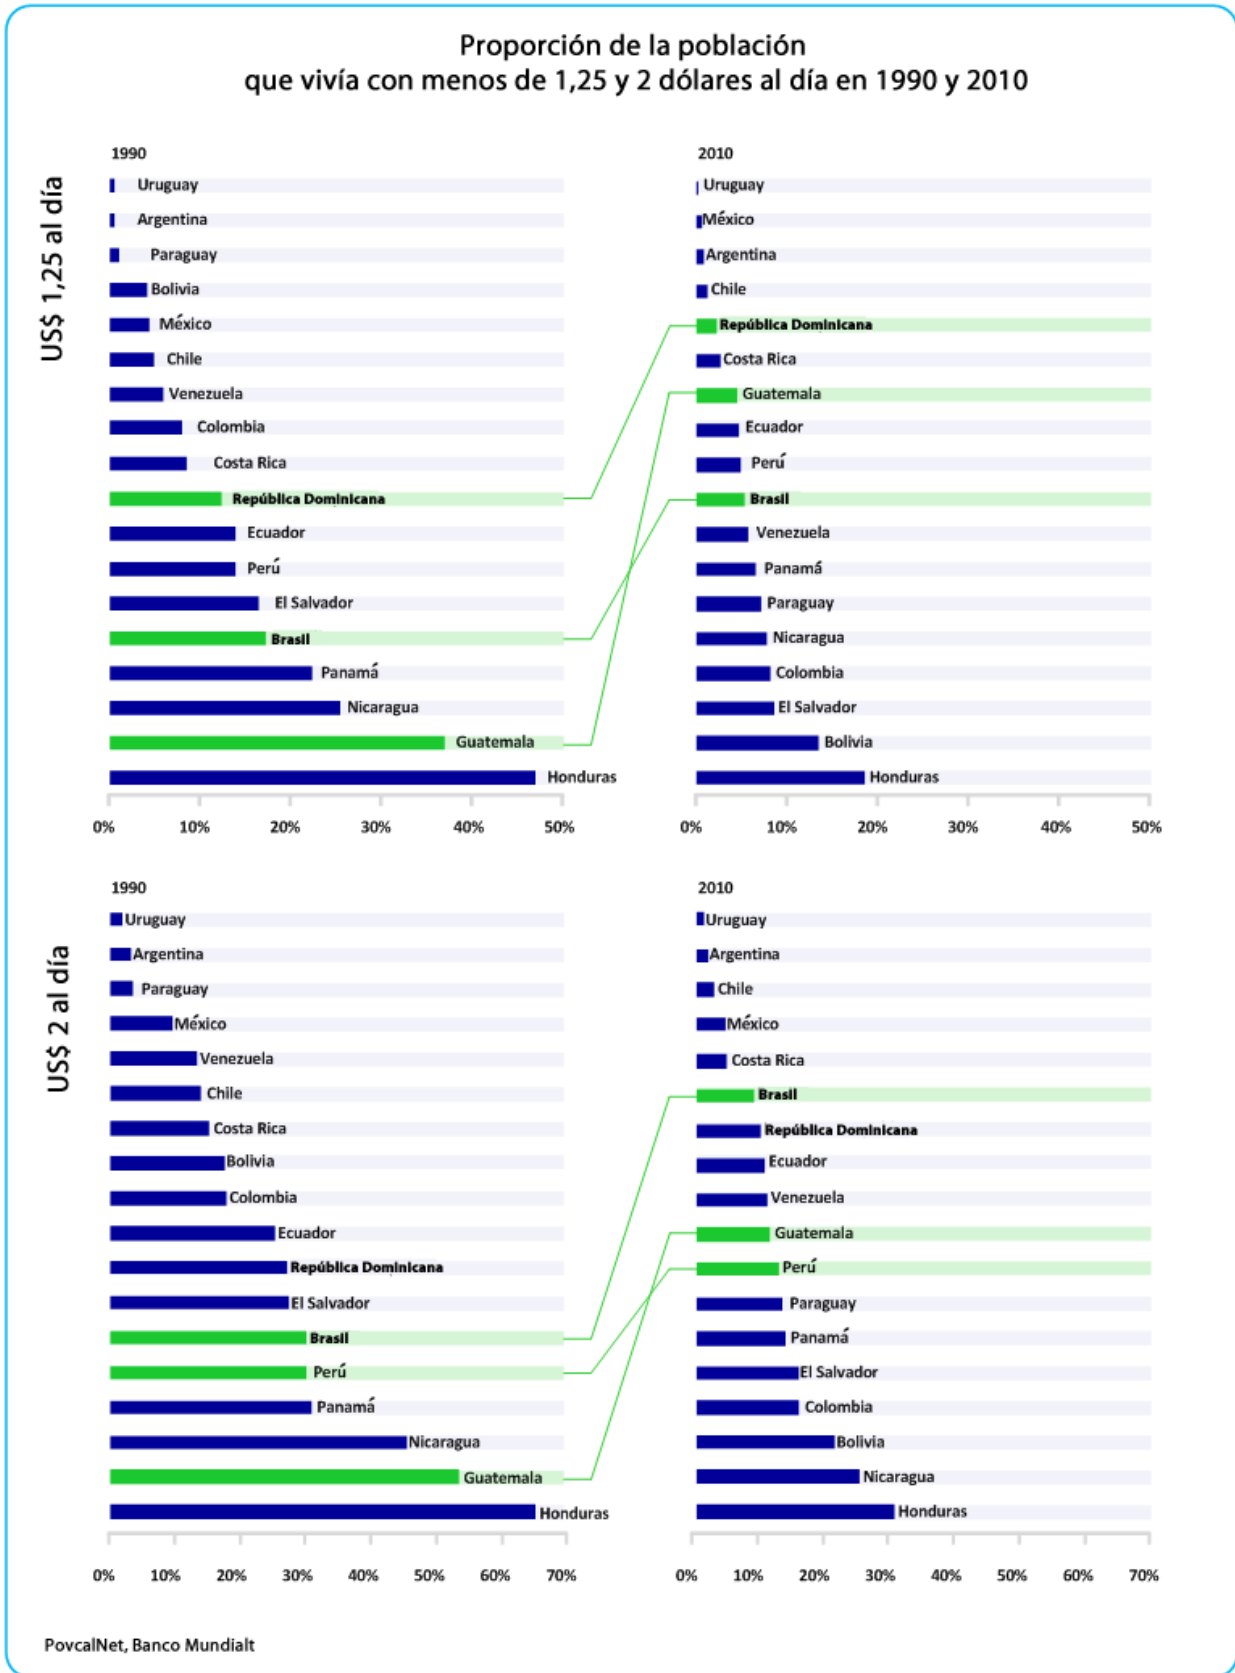 Proporción de la población
que vivía con menos de 1,25 y 2 dólares al día en 1990 y 2010
US$ 1,25 al día
1990
Uruguay
Argentina
Paraguay
Bolivia
México
Chile
Venezuela
Colombia
Costa Rica
República Dominicana
Ecuador
Perú
El Salvador
Brasil
Panamá
Nicaragua
Guatemala
Honduras
0% 10% 20% 30% 40% 50%
2010
Uruguay
México
Argentina
Chile
República Dominicana
Costa Rica
Guatemala
Ecuador
Perú
Brasil
Venezuela
Panamá
Paraguay
Nicaragua
Colombia
El Salvador
Bolivia
Honduras
0% 10% 20% 30% 40% 50%
US$ 2 al día
1990
Uruguay
Argentina
Paraguay
México
Venezuela
Chile
Costa Rica
Bolivia
Colombia
Ecuador
República Dominicana
El Salvador
Brasil
Perú
Panamá
Nicaragua
Guatemala
Honduras
0% 10% 20% 30% 40% 50% 60% 70%
2010
Uruguay
Argentina
Chile
México
Costa Rica
Brasil
República Dominicana
Ecuador
Venezuela
Guatemala
Perú
Paraguay
Panamá
El Salvador
Colombia
Bolivia
Nicaragua
Honduras
0% 10% 20% 30% 40% 50% 60% 70%
PovcalNet, Banco Mundialt